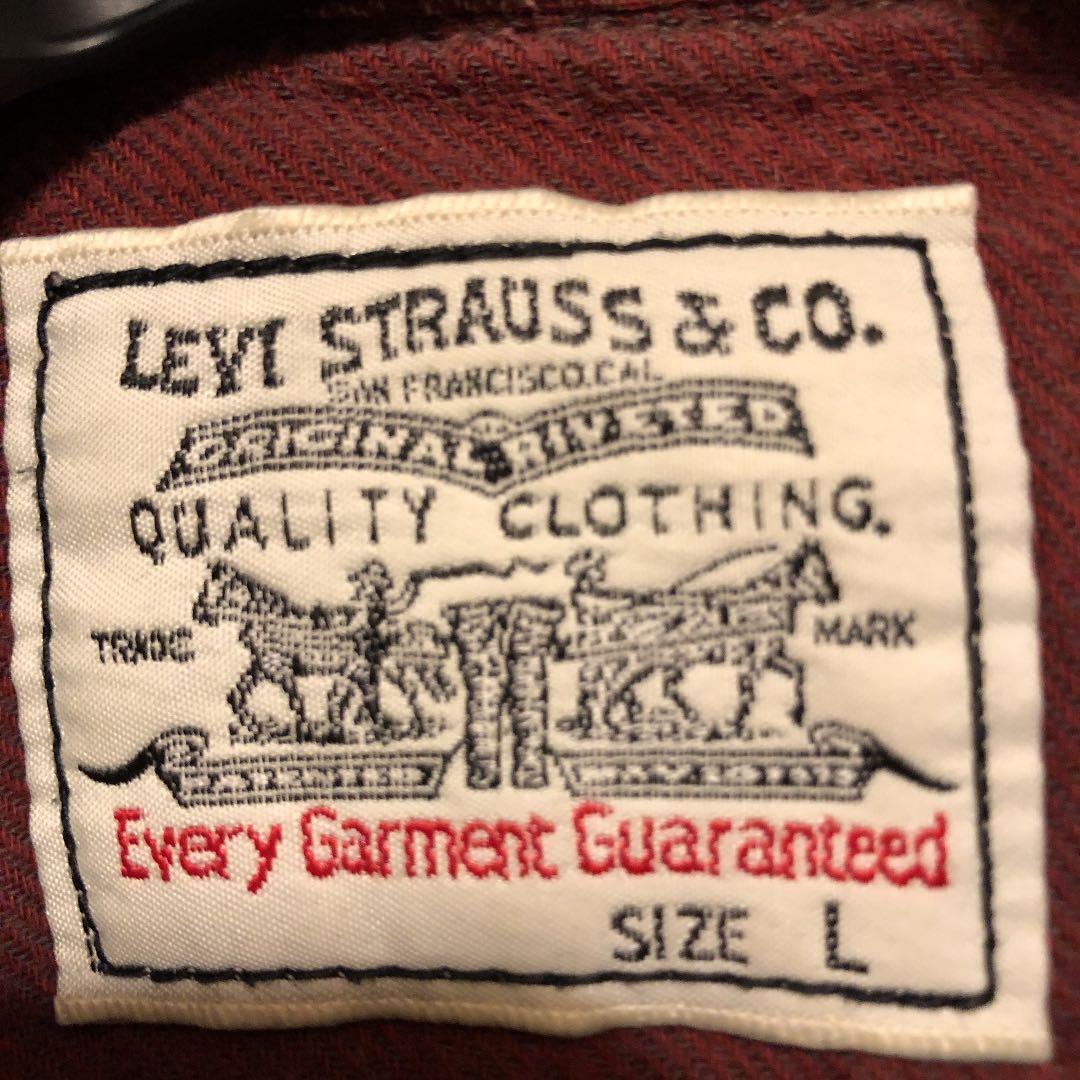 LEVI STRAUSS & CO.
SAN FRANCISCO, CAL.
ORIGINAL RIVETED
QUALITY CLOTHING.
TRADE MARK
Every Garment Guaranteed
SIZE L